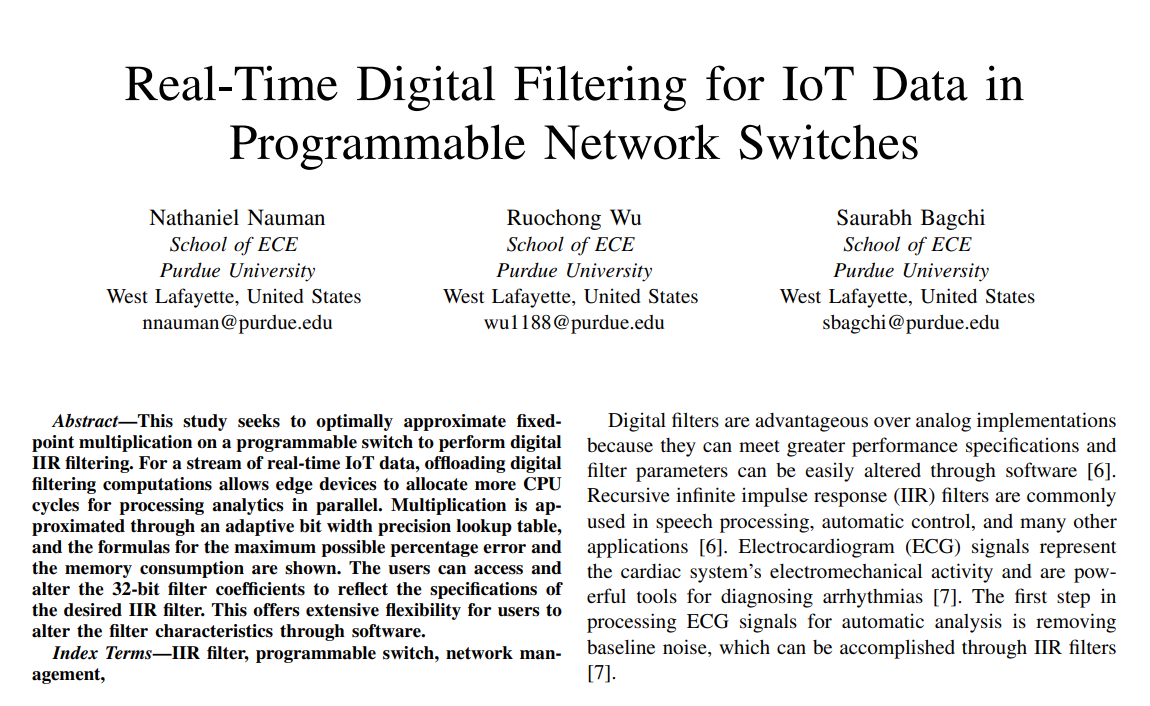 Real-Time Digital Filtering for IoT Data in
Programmable Network Switches
Nathaniel Nauman
School of ECE
Purdue University
West Lafayette, United States
nnauman@purdue.edu
Ruochong Wu
School of ECE
Purdue University
West Lafayette, United States
wu1188@purdue.edu
Saurabh Bagchi
School of ECE
Purdue University
West Lafayette, United States
sbagchi@purdue.edu
Abstract—This study seeks to optimally approximate fixed-
point multiplication on a programmable switch to perform digital
IIR filtering. For a stream of real-time IoT data, offloading digital
filtering computations allows edge devices to allocate more CPU
cycles for processing analytics in parallel. Multiplication is ap-
proximated through an adaptive bit width precision lookup table,
and the formulas for the maximum possible percentage error and
the memory consumption are shown. The users can access and
alter the 32-bit filter coefficients to reflect the specifications of
the desired IIR filter. This offers extensive flexibility for users to
alter the filter characteristics through software.
Index Terms—IIR filter, programmable switch, network man-
agement,
Digital filters are advantageous over analog implementations
because they can meet greater performance specifications and
filter parameters can be easily altered through software [6].
Recursive infinite impulse response (IIR) filters are commonly
used in speech processing, automatic control, and many other
applications [6]. Electrocardiogram (ECG) signals represent
the cardiac system's electromechanical activity and are pow-
erful tools for diagnosing arrhythmias [7]. The first step in
processing ECG signals for automatic analysis is removing
baseline noise, which can be accomplished through IIR filters
[7].